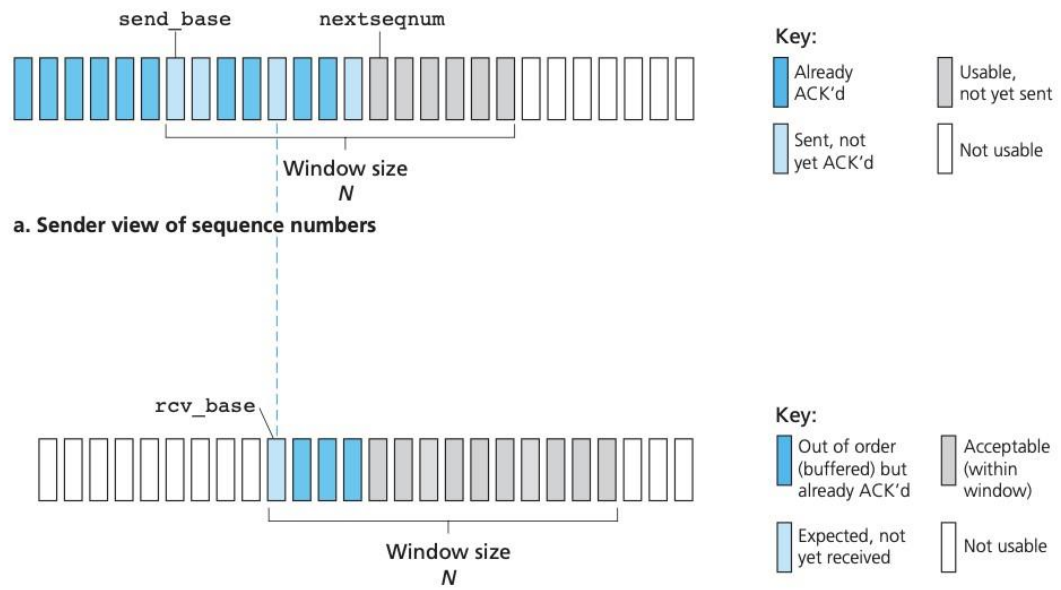 send_base
nextseqnum
Key:
Already
ACK'd
Usable,
not yet sent
Sent, not
yet ACK'd
Not usable
Window size
N
a. Sender view of sequence numbers
rcv_base
Key:
Out of order
(buffered) but
already ACK'd
Acceptable
(within
window)
Expected, not
yet received
Not usable
Window size
N